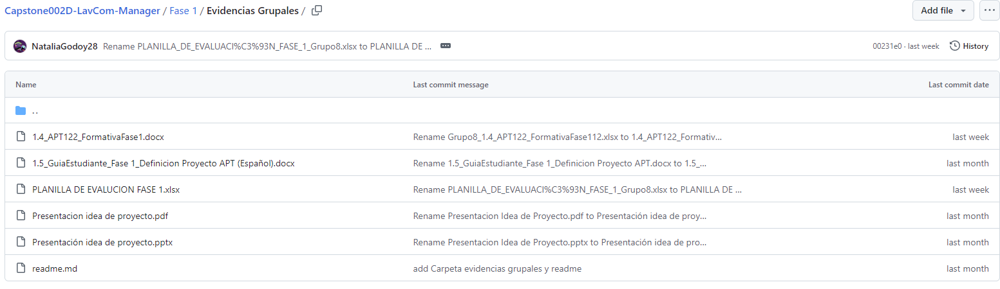 Capstone002D-LavCom-Manager / Fase 1 / Evidencias Grupales /
Add file
NataliaGodoy28 Rename PLANILLA_DE_EVALUACI%C3%93N_FASE_1_Grupo8.xlsx to PLANILLA DE ...
00231e0 · last week
History
Name Last commit message Last commit date
..
1.4_APT122_FormativaFase1.docx Rename Grupo8_1.4_APT122_FormativaFase112.xlsx to 1.4_APT122_Formativ... last week
1.5_GuiaEstudiante_Fase 1_Definicion Proyecto APT (Español).docx Rename 1.5_GuiaEstudiante_Fase 1_Definicion Proyecto APT.docx to 1.5_... last month
PLANILLA DE EVALUCION FASE 1.xlsx Rename PLANILLA_DE_EVALUACI%C3%93N_FASE_1_Grupo8.xlsx to PLANILLA DE ... last week
Presentacion idea de proyecto.pdf Rename Presentacion Idea de Proyecto.pdf to Presentación idea de proy... last month
Presentación idea de proyecto.pptx Rename Presentacion Idea de Proyecto.pptx to Presentación idea de pro... last month
readme.md add Carpeta evidencias grupales y readme last month